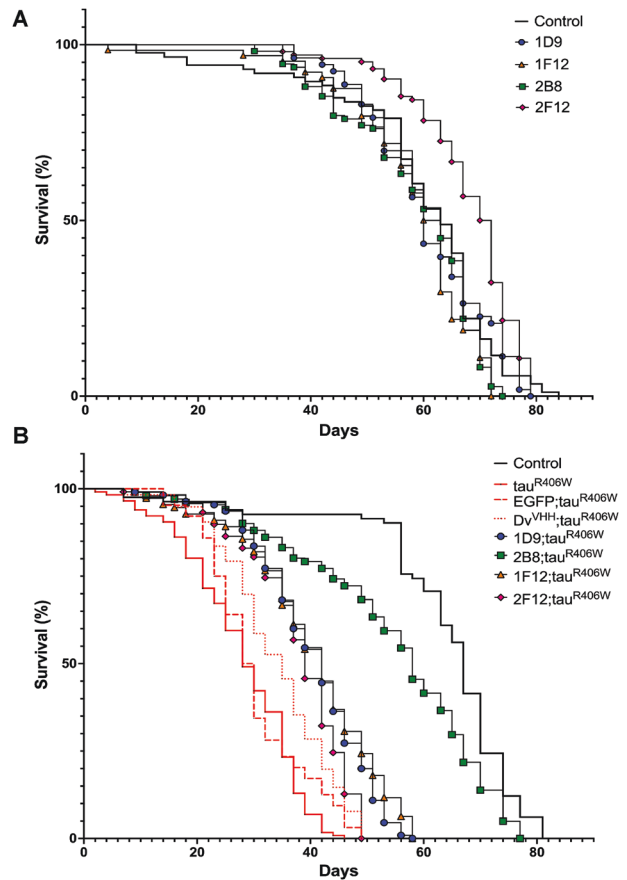 A
Control
1D9
1F12
2B8
2F12
Survival (%)
100
50
0
0 20 40 60 80
Days
B
Control
tauR406W
EGFP;tauR406W
DvVHH;tauR406W
1D9;tauR406W
2B8;tauR406W
1F12;tauR406W
2F12;tauR406W
Survival (%)
100
50
0
0 20 40 60 80
Days